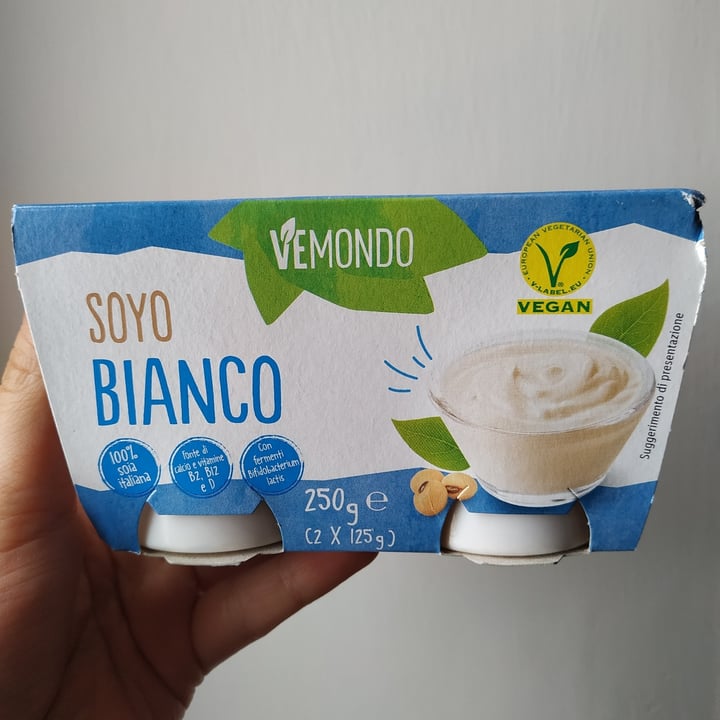 VEMONDO
EUROPEAN VEGETARIAN UNION
V-LABEL.EU
VEGAN
SOYO
BIANCO
100%
soia
italiana
Fonte di
calcio e vitamine
B2, B12
e D
Con
fermenti
Bifidobacterium
lactis
250g e
(2 X 125g)
Suggerimento di presentazione